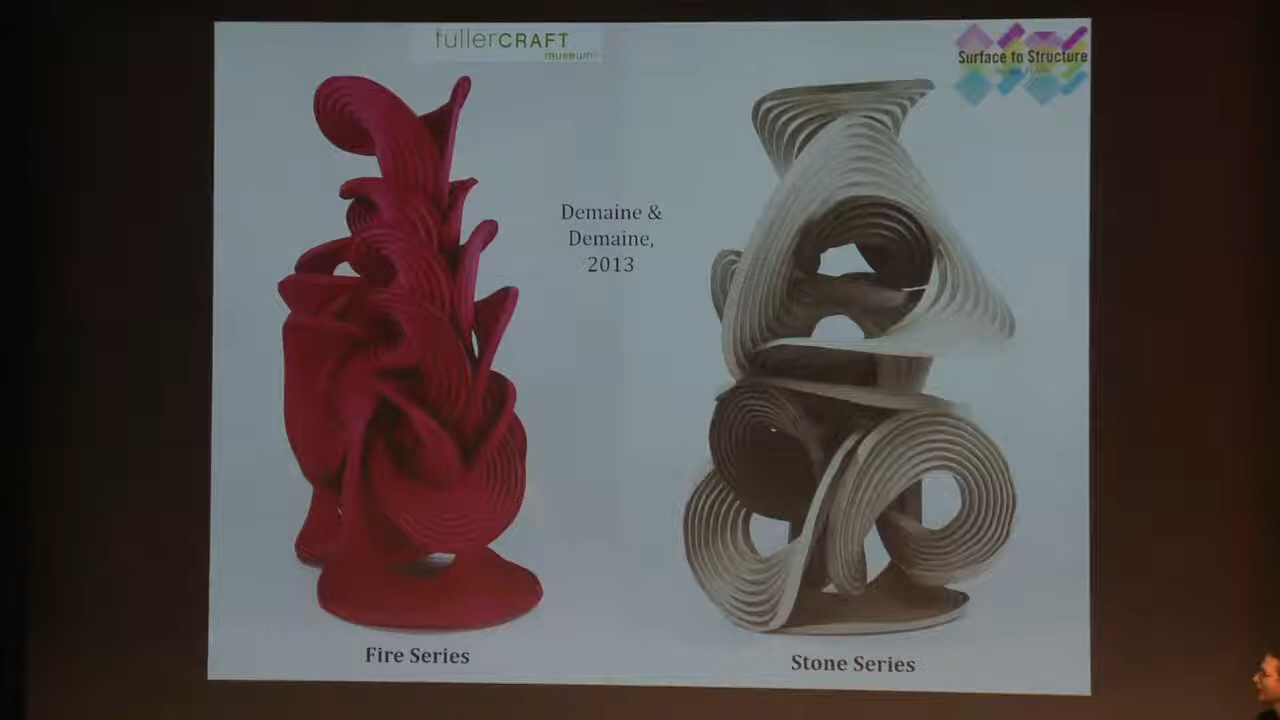 fullerCRAFT
museum
Surface to Structure
Demaine &
Demaine,
2013
Fire Series
Stone Series